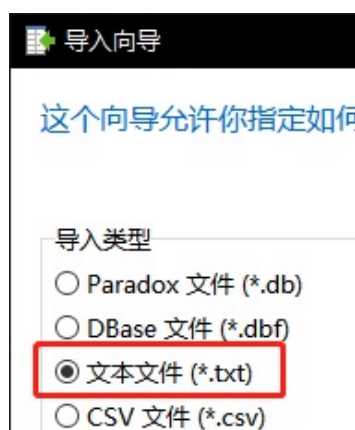 导入向导
这个向导允许你指定如何
导入类型
Paradox 文件 (*.db)
DBase 文件 (*.dbf)
文本文件 (*.txt)
CSV 文件 (*.csv)